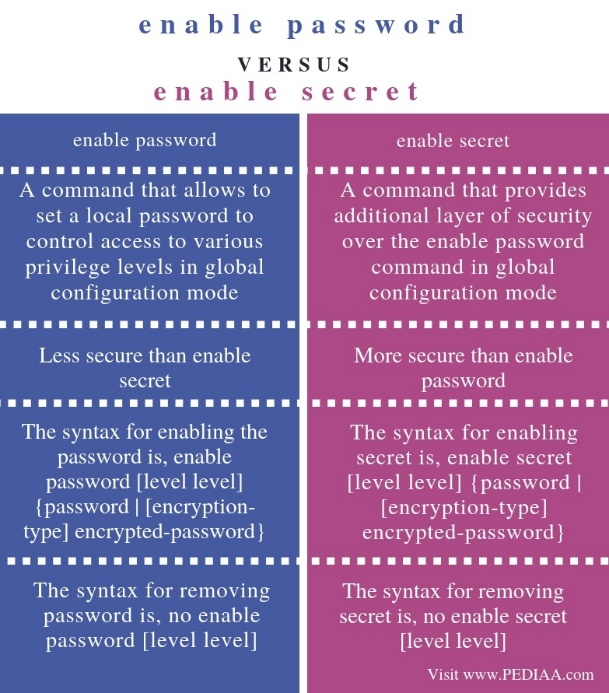 enable password
VERSUS
enable secret
enable password
A command that allows to
set a local password to
control access to various
privilege levels in global
configuration mode
Less secure than enable
secret
The syntax for enabling the
password is, enable
password [level level]
{password | [encryption-
type] encrypted-password}
The syntax for removing
password is, no enable
password [level level]
enable secret
A command that provides
additional layer of security
over the enable password
command in global
configuration mode
More secure than enable
password
The syntax for enabling
secret is, enable secret
[level level] {password |
[encryption-type]
encrypted-password}
The syntax for removing
secret is, no enable secret
[level level]
Visit www.PEDIAA.com